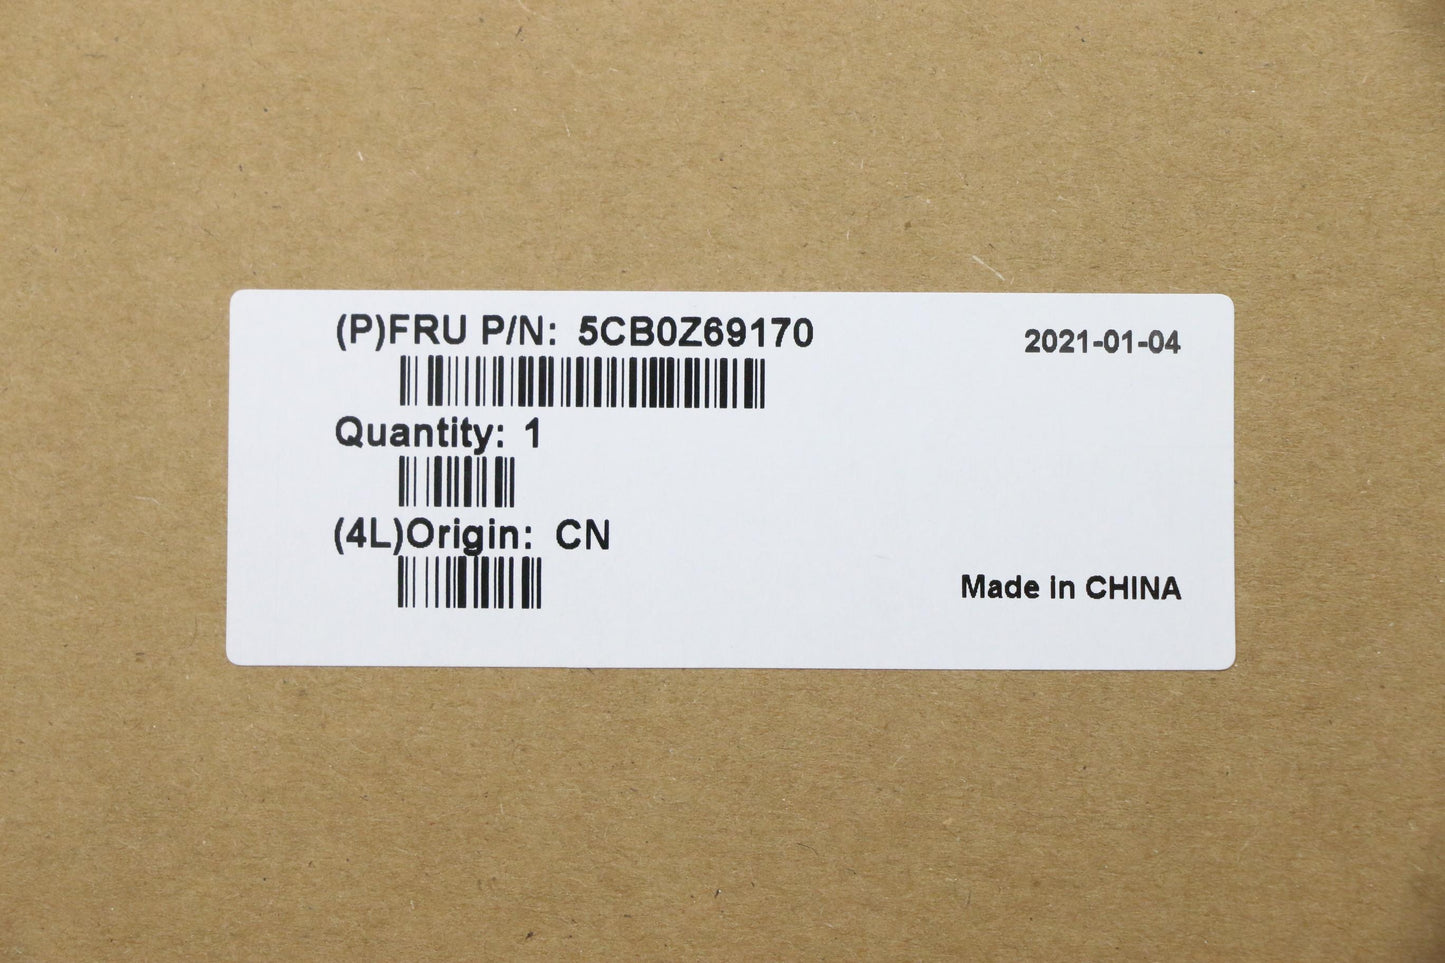 (P)FRU P/N: 5CB0Z69170
2021-01-04
Quantity: 1
(4L)Origin: CN
Made in CHINA